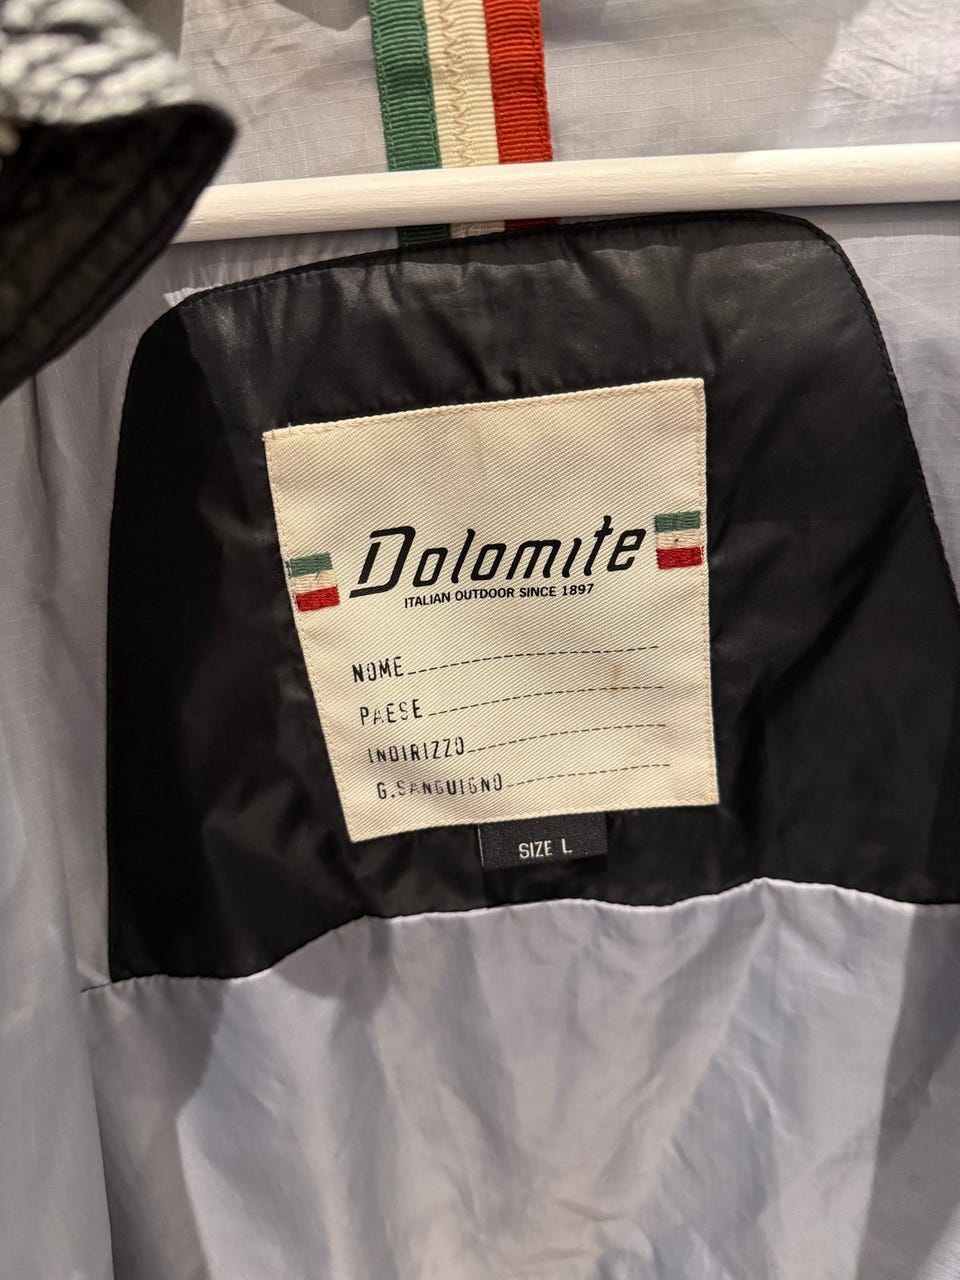 Dolomite
ITALIAN OUTDOOR SINCE 1897
NOME
PAESE
INDIRIZZO
G.SANGUIGNO
SIZE L